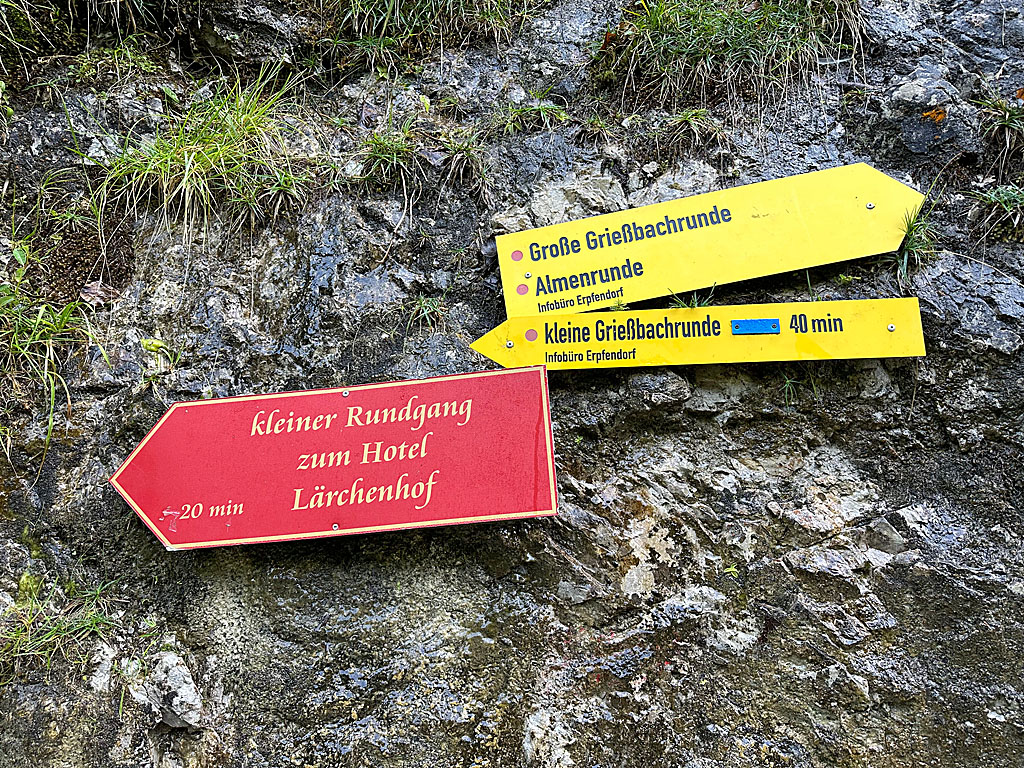 Große Grießbachrunde
Almenrunde
Infobüro Erpfendorf
kleine Grießbachrunde 40 min
Infobüro Erpfendorf
kleiner Rundgang
zum Hotel
Lärchenhof
20 min